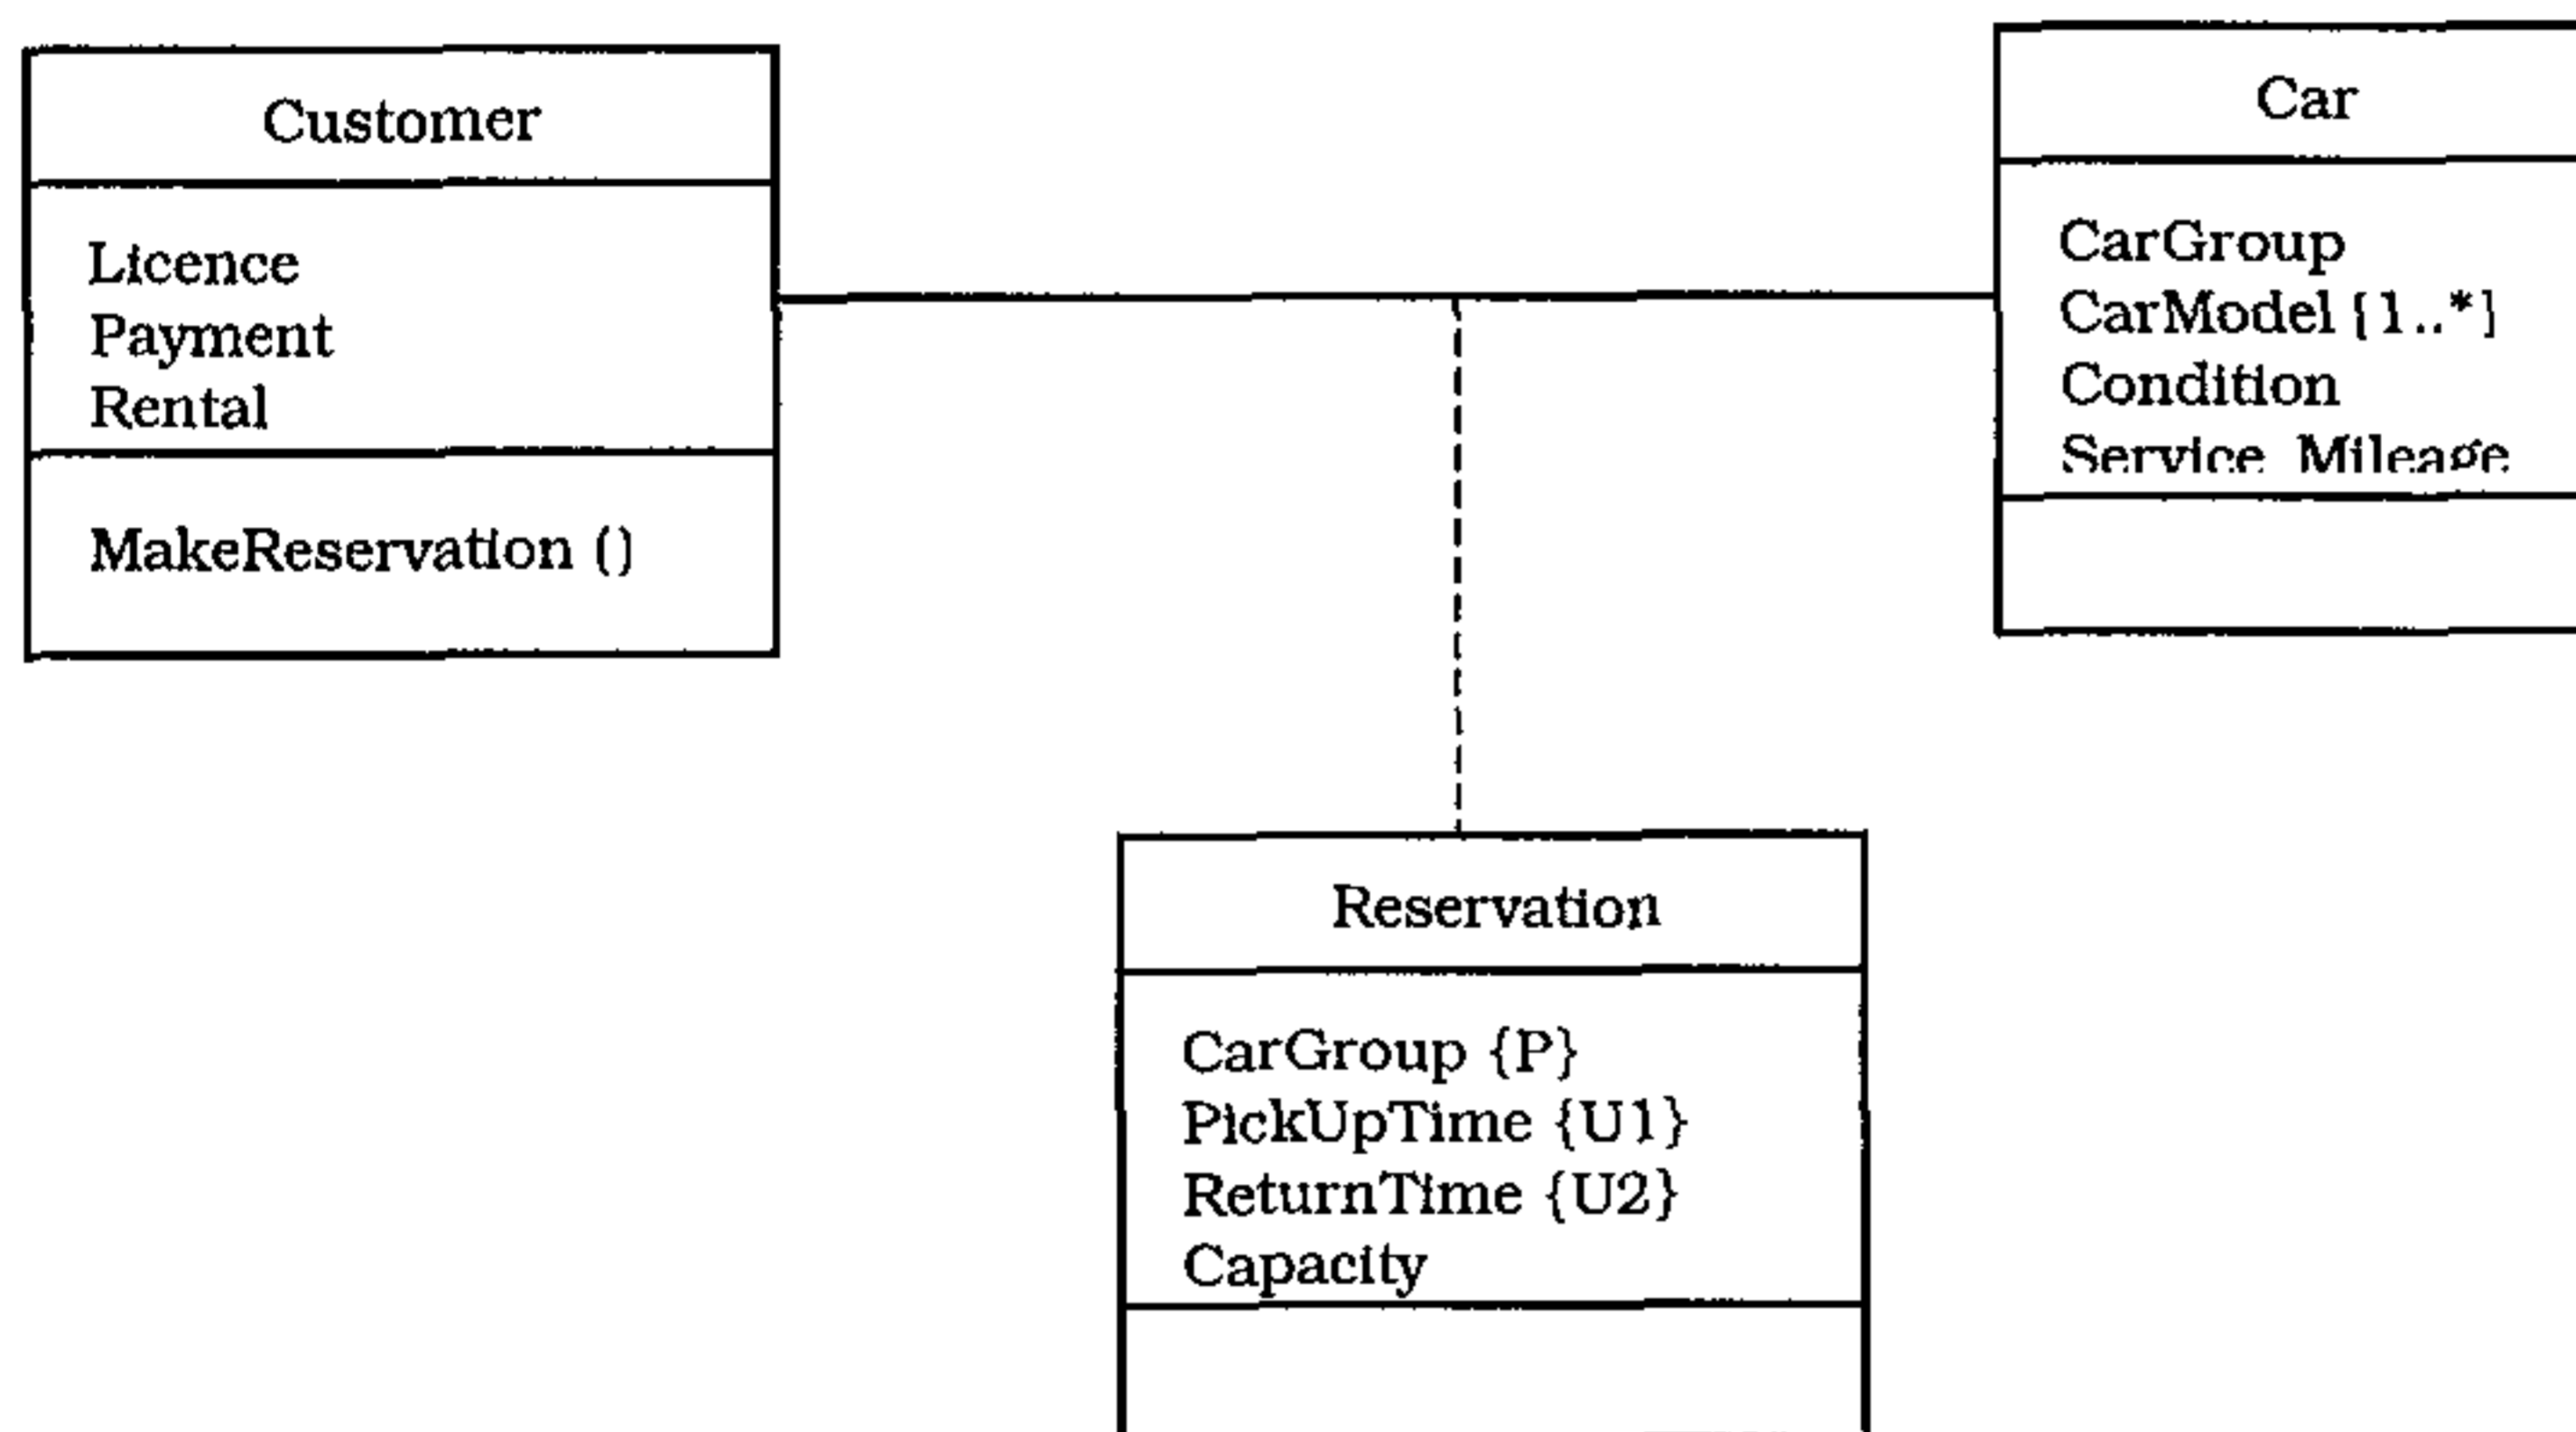 Customer
Licence
Payment
Rental
MakeReservation ()
Car
CarGroup
CarModel [1..*]
Condition
Service Mileage
Reservation
CarGroup {P}
PickUpTime {U1}
ReturnTime {U2}
Capacity